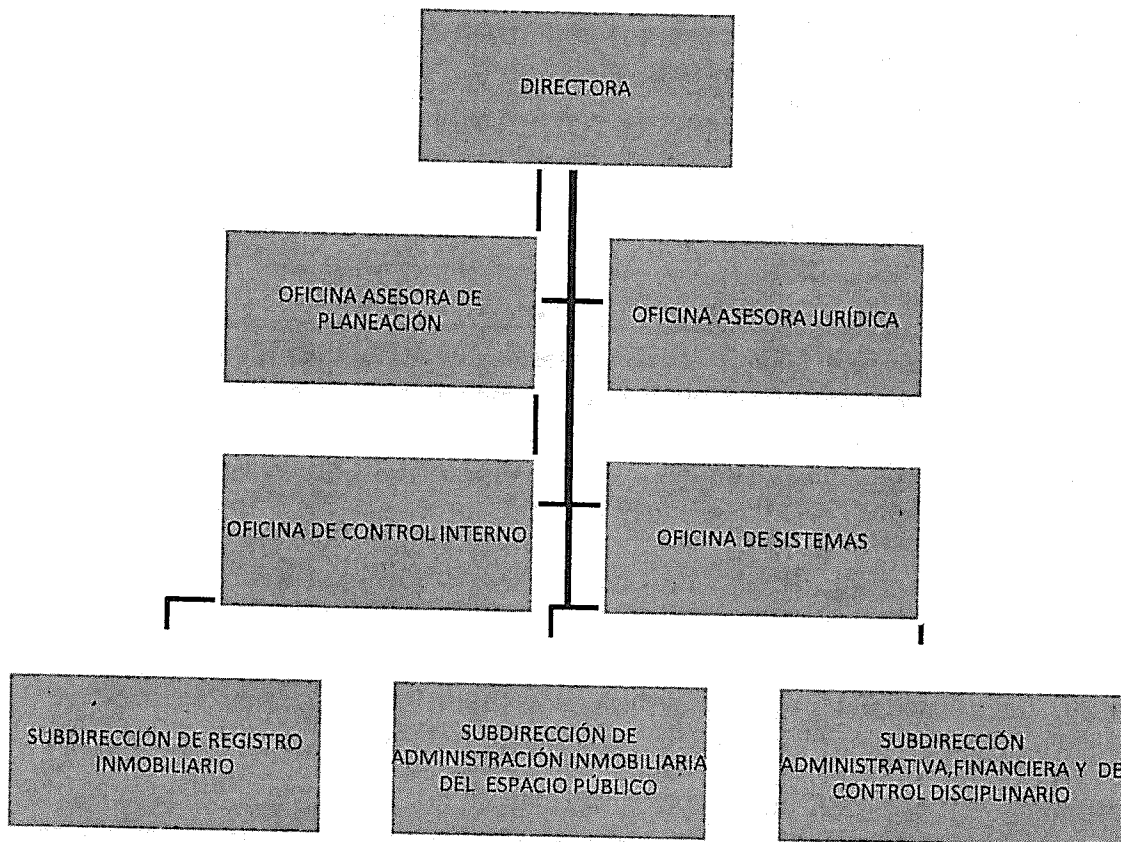 DIRECTORA
OFICINA ASESORA DE
PLANEACIÓN
OFICINA ASESORA JURÍDICA
OFICINA DE CONTROL INTERNO
OFICINA DE SISTEMAS
SUBDIRECCIÓN DE REGISTRO
INMOBILIARIO
SUBDIRECCIÓN DE
ADMINISTRACIÓN INMOBILIARIA
DEL ESPACIO PÚBLICO
SUBDIRECCIÓN
ADMINISTRATIVA,FINANCIERA Y DE
CONTROL DISCIPLINARIO